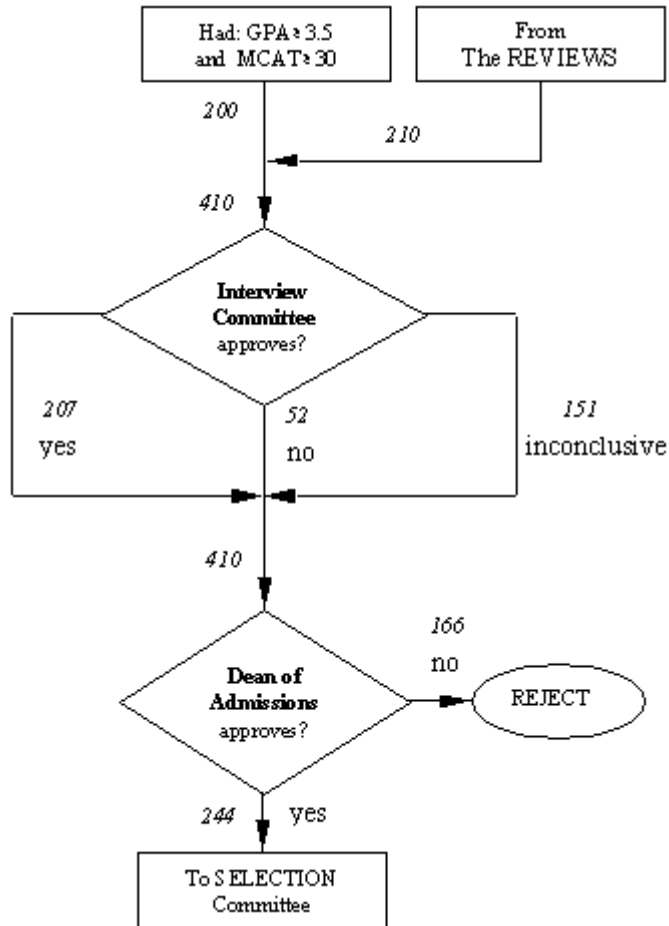 Had: GPA ≥ 3.5
and MCAT ≥ 30
From
The REVIEWS
200
210
410
Interview
Committee
approves?
207
yes
52
no
151
inconclusive
410
Dean of
Admissions
approves?
166
no
REJECT
244
yes
To SELECTION
Committee